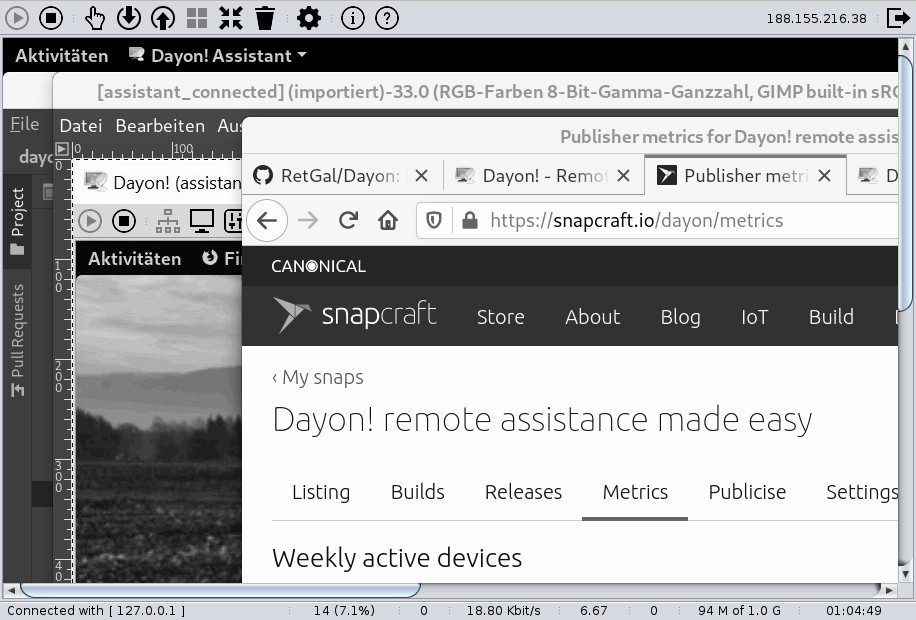 188.155.216.38
Aktivitäten Dayon! Assistant
[assistant_connected] (importiert)-33.0 (RGB-Farben 8-Bit-Gamma-Ganzzahl, GIMP built-in sRG
File Datei Bearbeiten Aus
Publisher metrics for Dayon! remote assis
dayo
0 100
RetGal/Dayon: Dayon! - Remot Publisher metri D
Dayon! (assistan
Project
https://snapcraft.io/dayon/metrics
Aktivitäten Fi
CANONICAL
snapcraft Store About Blog IoT Build
Pull Requests
‹ My snaps
Dayon! remote assistance made easy
Listing Builds Releases Metrics Publicise Settings
Weekly active devices
Connected with [ 127.0.0.1 ] 14 (7.1%) 0 18.80 Kbit/s 6.67 0 94 M of 1.0 G 01:04:49